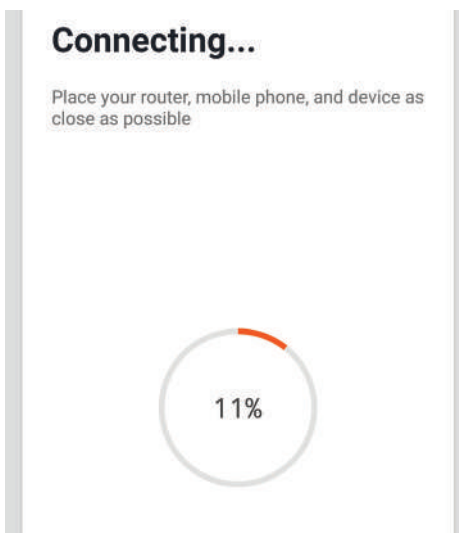 Connecting...
Place your router, mobile phone, and device as
close as possible
11%